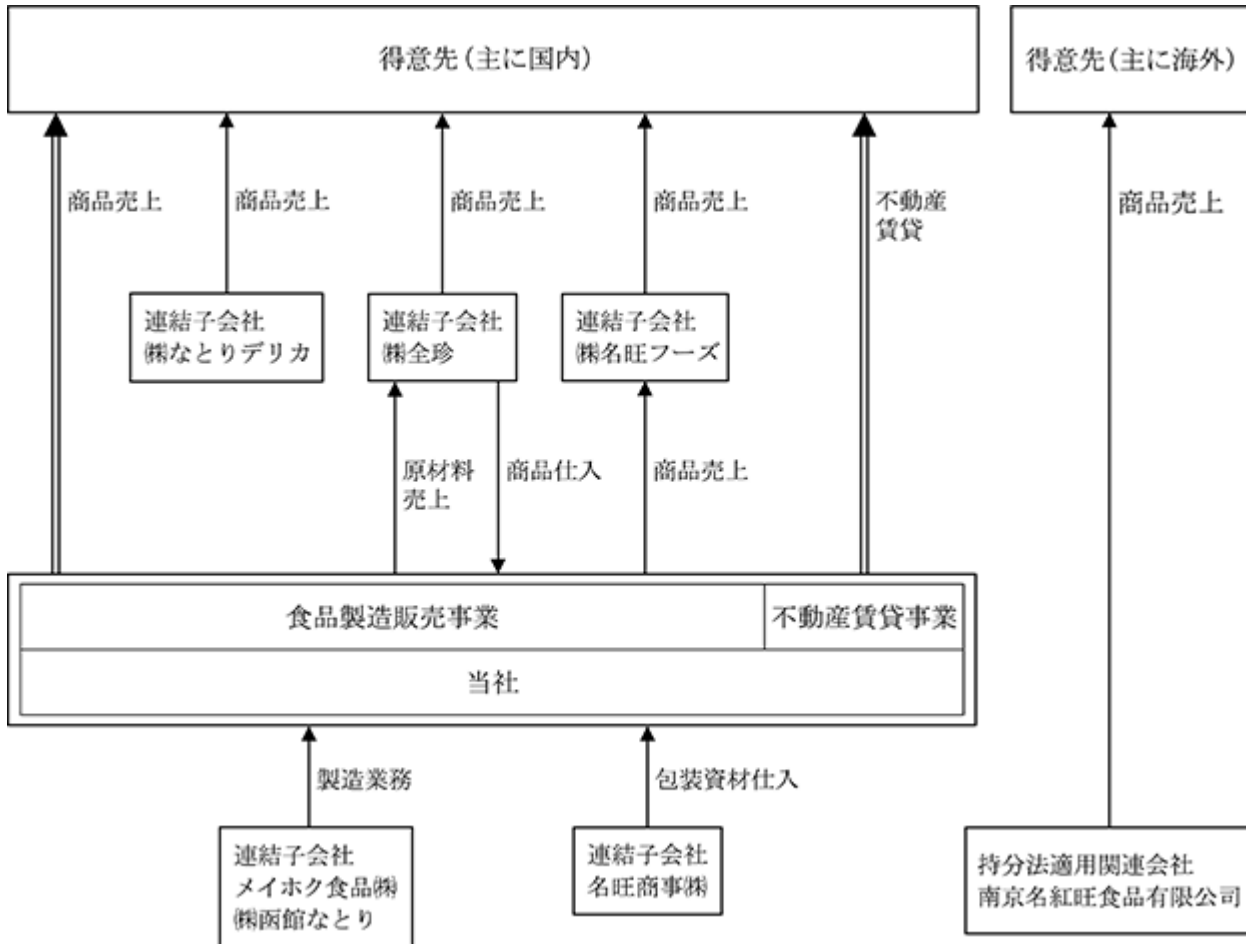 得意先（主に国内）
得意先（主に海外）
商品売上
商品売上
商品売上
商品売上
不動産
賃貸
商品売上
連結子会社
㈱なとりデリカ
連結子会社
㈱全珍
連結子会社
㈱名旺フーズ
原材料
売上
商品仕入
商品売上
食品製造販売事業
不動産賃貸事業
当社
製造業務
包装資材仕入
連結子会社
メイホク食品㈱
㈱函館なとり
連結子会社
名旺商事㈱
持分法適用関連会社
南京名紅旺食品有限公司